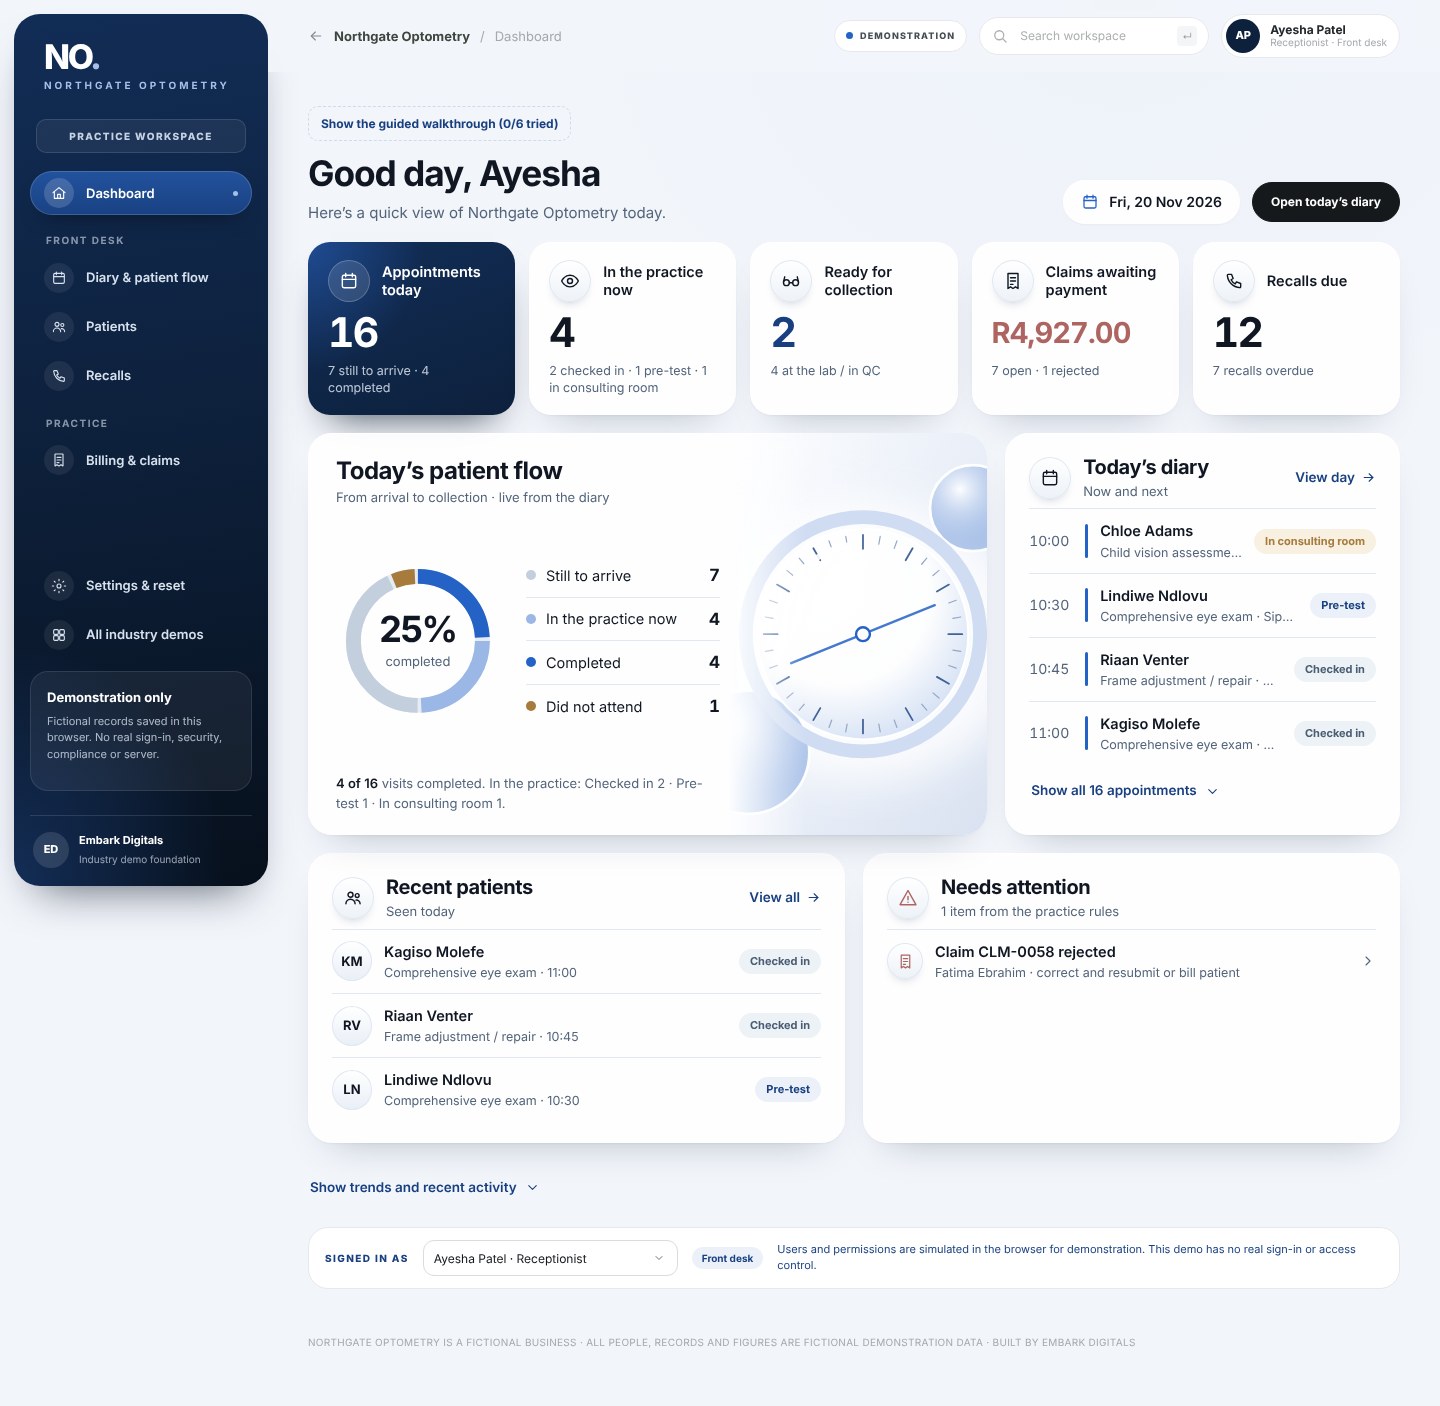 NO.
NORTHGATE OPTOMETRY
PRACTICE WORKSPACE
Dashboard
FRONT DESK
Diary & patient flow
Patients
Recalls
PRACTICE
Billing & claims
Settings & reset
All industry demos
Demonstration only
Fictional records saved in this
browser. No real sign-in, security,
compliance or server.
ED
Embark Digitals
Industry demo foundation
Northgate Optometry / Dashboard
DEMONSTRATION
Search workspace
AP
Ayesha Patel
Receptionist · Front desk
Show the guided walkthrough (0/6 tried)
Good day, Ayesha
Here’s a quick view of Northgate Optometry today.
Fri, 20 Nov 2026
Open today’s diary
Appointments
today
16
7 still to arrive · 4
completed
In the practice
now
4
2 checked in · 1 pre-test · 1
in consulting room
Ready for
collection
2
4 at the lab / in QC
Claims awaiting
payment
R4,927.00
7 open · 1 rejected
Recalls due
12
7 recalls overdue
Today’s patient flow
From arrival to collection · live from the diary
25%
completed
Still to arrive 7
In the practice now 4
Completed 4
Did not attend 1
4 of 16 visits completed. In the practice: Checked in 2 · Pre-
test 1 · In consulting room 1.
Today’s diary
Now and next
View day
10:00
Chloe Adams
Child vision assessme...
In consulting room
10:30
Lindiwe Ndlovu
Comprehensive eye exam · Sip...
Pre-test
10:45
Riaan Venter
Frame adjustment / repair · ...
Checked in
11:00
Kagiso Molefe
Comprehensive eye exam · ...
Checked in
Show all 16 appointments
Recent patients
Seen today
View all
KM
Kagiso Molefe
Comprehensive eye exam · 11:00
Checked in
RV
Riaan Venter
Frame adjustment / repair · 10:45
Checked in
LN
Lindiwe Ndlovu
Comprehensive eye exam · 10:30
Pre-test
Needs attention
1 item from the practice rules
Claim CLM-0058 rejected
Fatima Ebrahim · correct and resubmit or bill patient
Show trends and recent activity
SIGNED IN AS
Ayesha Patel · Receptionist
Front desk
Users and permissions are simulated in the browser for demonstration. This demo has no real sign-in or access
control.
NORTHGATE OPTOMETRY IS A FICTIONAL BUSINESS · ALL PEOPLE, RECORDS AND FIGURES ARE FICTIONAL DEMONSTRATION DATA · BUILT BY EMBARK DIGITALS